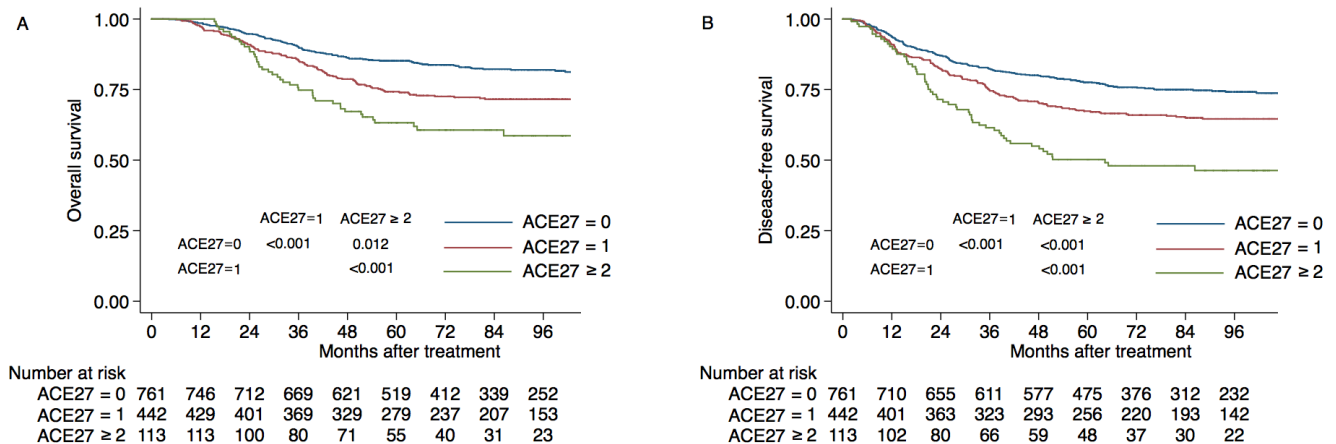 A
Overall survival
1.00
0.75
0.50
0.25
0.00
ACE27=1 ACE27 ≥ 2
ACE27=0 <0.001 0.012
ACE27=1 <0.001
ACE27 = 0
ACE27 = 1
ACE27 ≥ 2
0 12 24 36 48 60 72 84 96
Months after treatment
Number at risk
ACE27 = 0 761 746 712 669 621 519 412 339 252
ACE27 = 1 442 429 401 369 329 279 237 207 153
ACE27 ≥ 2 113 113 100 80 71 55 40 31 23
B
Disease-free survival
1.00
0.75
0.50
0.25
0.00
ACE27=1 ACE27 ≥ 2
ACE27=0 <0.001 <0.001
ACE27=1 <0.001
ACE27 = 0
ACE27 = 1
ACE27 ≥ 2
0 12 24 36 48 60 72 84 96
Months after treatment
Number at risk
ACE27 = 0 761 710 655 611 577 475 376 312 232
ACE27 = 1 442 401 363 323 293 256 220 193 142
ACE27 ≥ 2 113 102 80 66 59 48 37 30 22